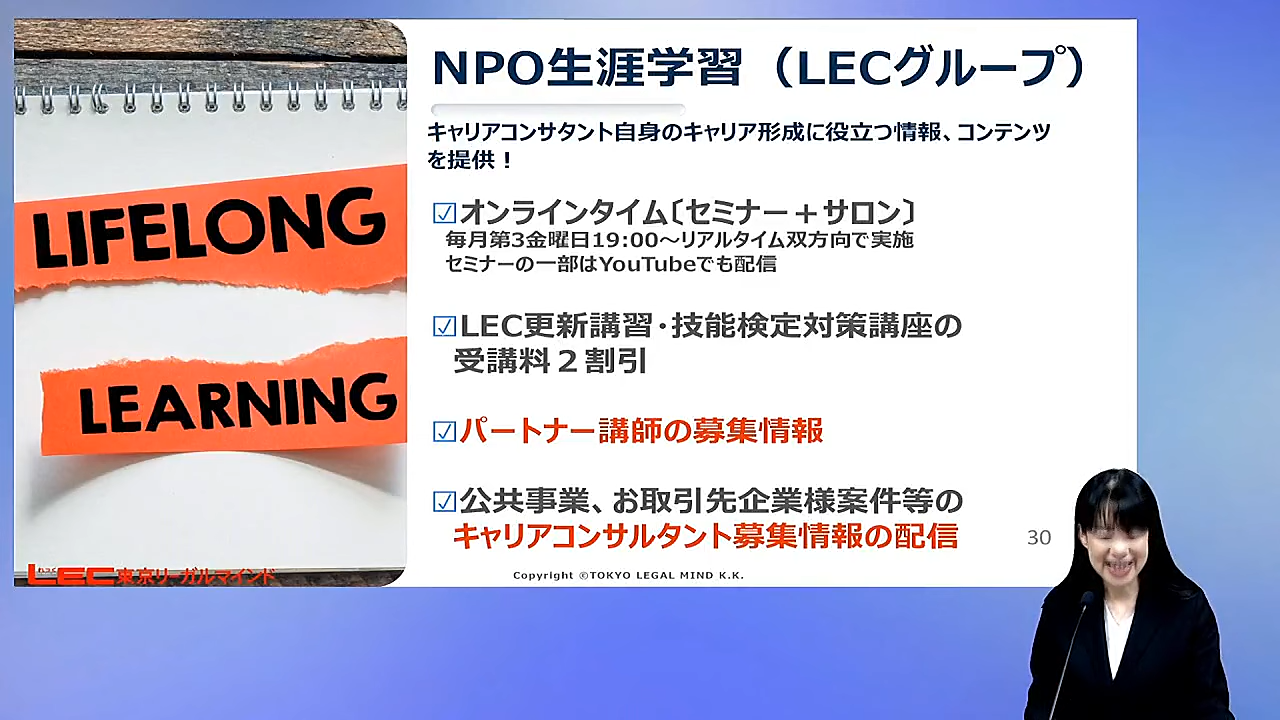 NPO生涯学習（LECグループ）
キャリアコンサタント自身のキャリア形成に役立つ情報、コンテンツ
を提供！
☑オンラインタイム〔セミナー＋サロン〕
毎月第3金曜日19:00～リアルタイム双方向で実施
セミナーの一部はYouTubeでも配信
☑LEC更新講習・技能検定対策講座の
受講料２割引
☑パートナー講師の募集情報
☑公共事業、お取引先企業様案件等の
キャリアコンサルタント募集情報の配信
30
Copyright ©TOKYO LEGAL MIND K.K.
LIFELONG
LEARNING
LEC東京リーガルマインド